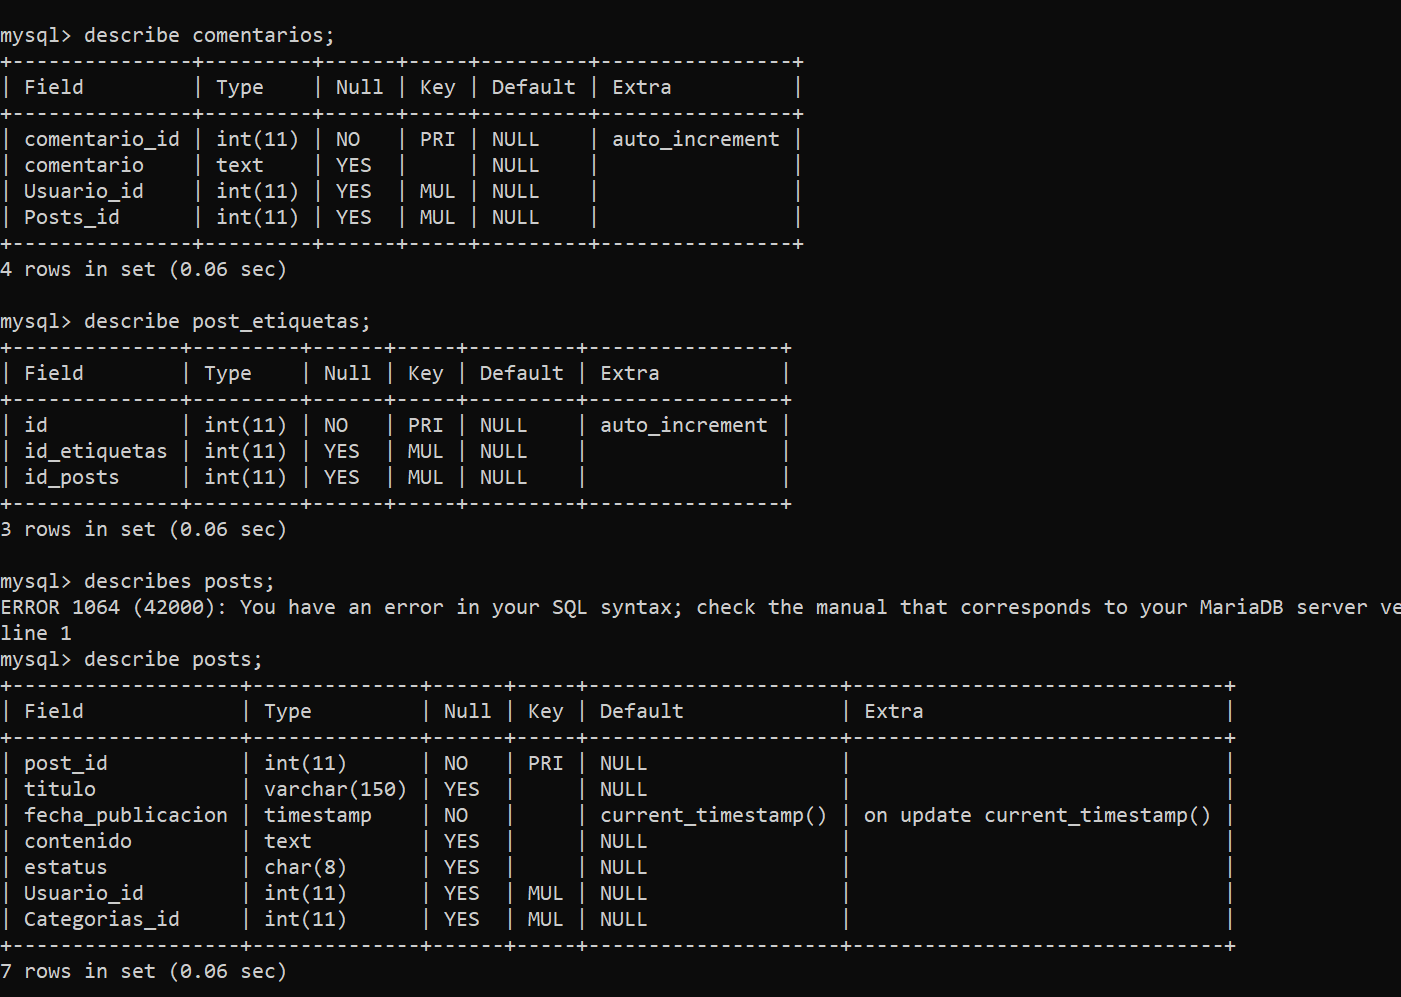 mysql> describe comentarios;
+---------------+---------+------+-----+---------+----------------+
| Field         | Type    | Null | Key | Default | Extra          |
+---------------+---------+------+-----+---------+----------------+
| comentario_id | int(11) | NO   | PRI | NULL    | auto_increment |
| comentario    | text    | YES  |     | NULL    |                |
| Usuario_id    | int(11) | YES  | MUL | NULL    |                |
| Posts_id      | int(11) | YES  | MUL | NULL    |                |
+---------------+---------+------+-----+---------+----------------+
4 rows in set (0.06 sec)

mysql> describe post_etiquetas;
+--------------+---------+------+-----+---------+----------------+
| Field        | Type    | Null | Key | Default | Extra          |
+--------------+---------+------+-----+---------+----------------+
| id           | int(11) | NO   | PRI | NULL    | auto_increment |
| id_etiquetas | int(11) | YES  | MUL | NULL    |                |
| id_posts     | int(11) | YES  | MUL | NULL    |                |
+--------------+---------+------+-----+---------+----------------+
3 rows in set (0.06 sec)

mysql> describes posts;
ERROR 1064 (42000): You have an error in your SQL syntax; check the manual that corresponds to your MariaDB server ve
line 1
mysql> describe posts;
+-------------------+--------------+------+-----+---------------------+-------------------------------+
| Field             | Type         | Null | Key | Default             | Extra                         |
+-------------------+--------------+------+-----+---------------------+-------------------------------+
| post_id           | int(11)      | NO   | PRI | NULL                |                               |
| titulo            | varchar(150) | YES  |     | NULL                |                               |
| fecha_publicacion | timestamp    | NO   |     | current_timestamp() | on update current_timestamp() |
| contenido         | text         | YES  |     | NULL                |                               |
| estatus           | char(8)      | YES  |     | NULL                |                               |
| Usuario_id        | int(11)      | YES  | MUL | NULL                |                               |
| Categorias_id     | int(11)      | YES  | MUL | NULL                |                               |
+-------------------+--------------+------+-----+---------------------+-------------------------------+
7 rows in set (0.06 sec)